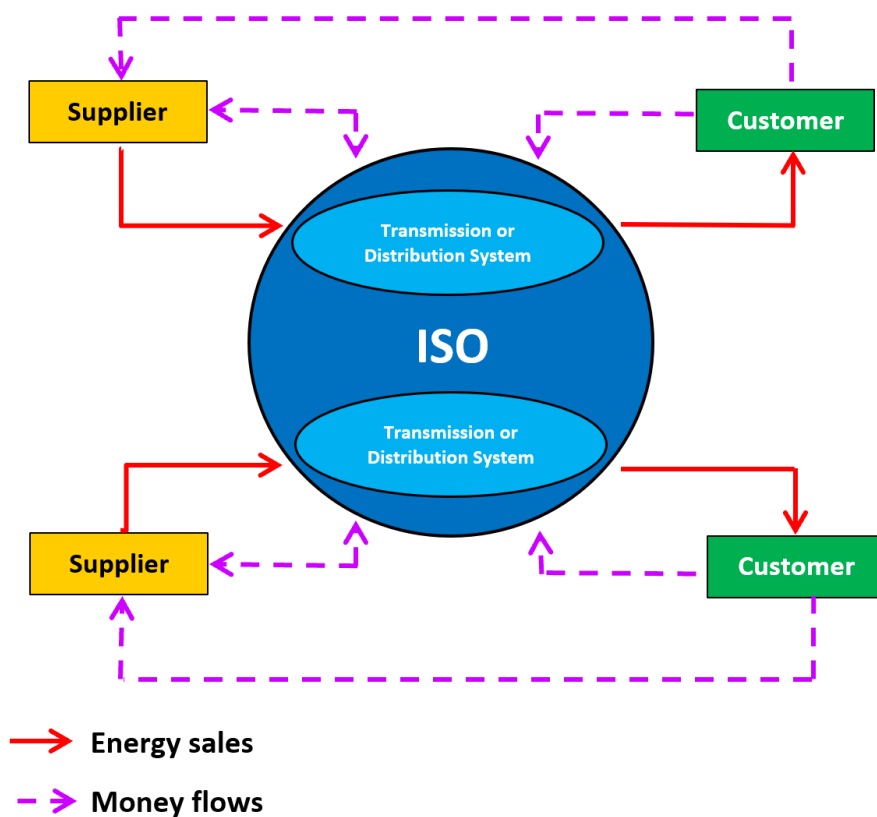 Supplier
Customer
Transmission or
Distribution System
ISO
Transmission or
Distribution System
Supplier
Customer
Energy sales
Money flows